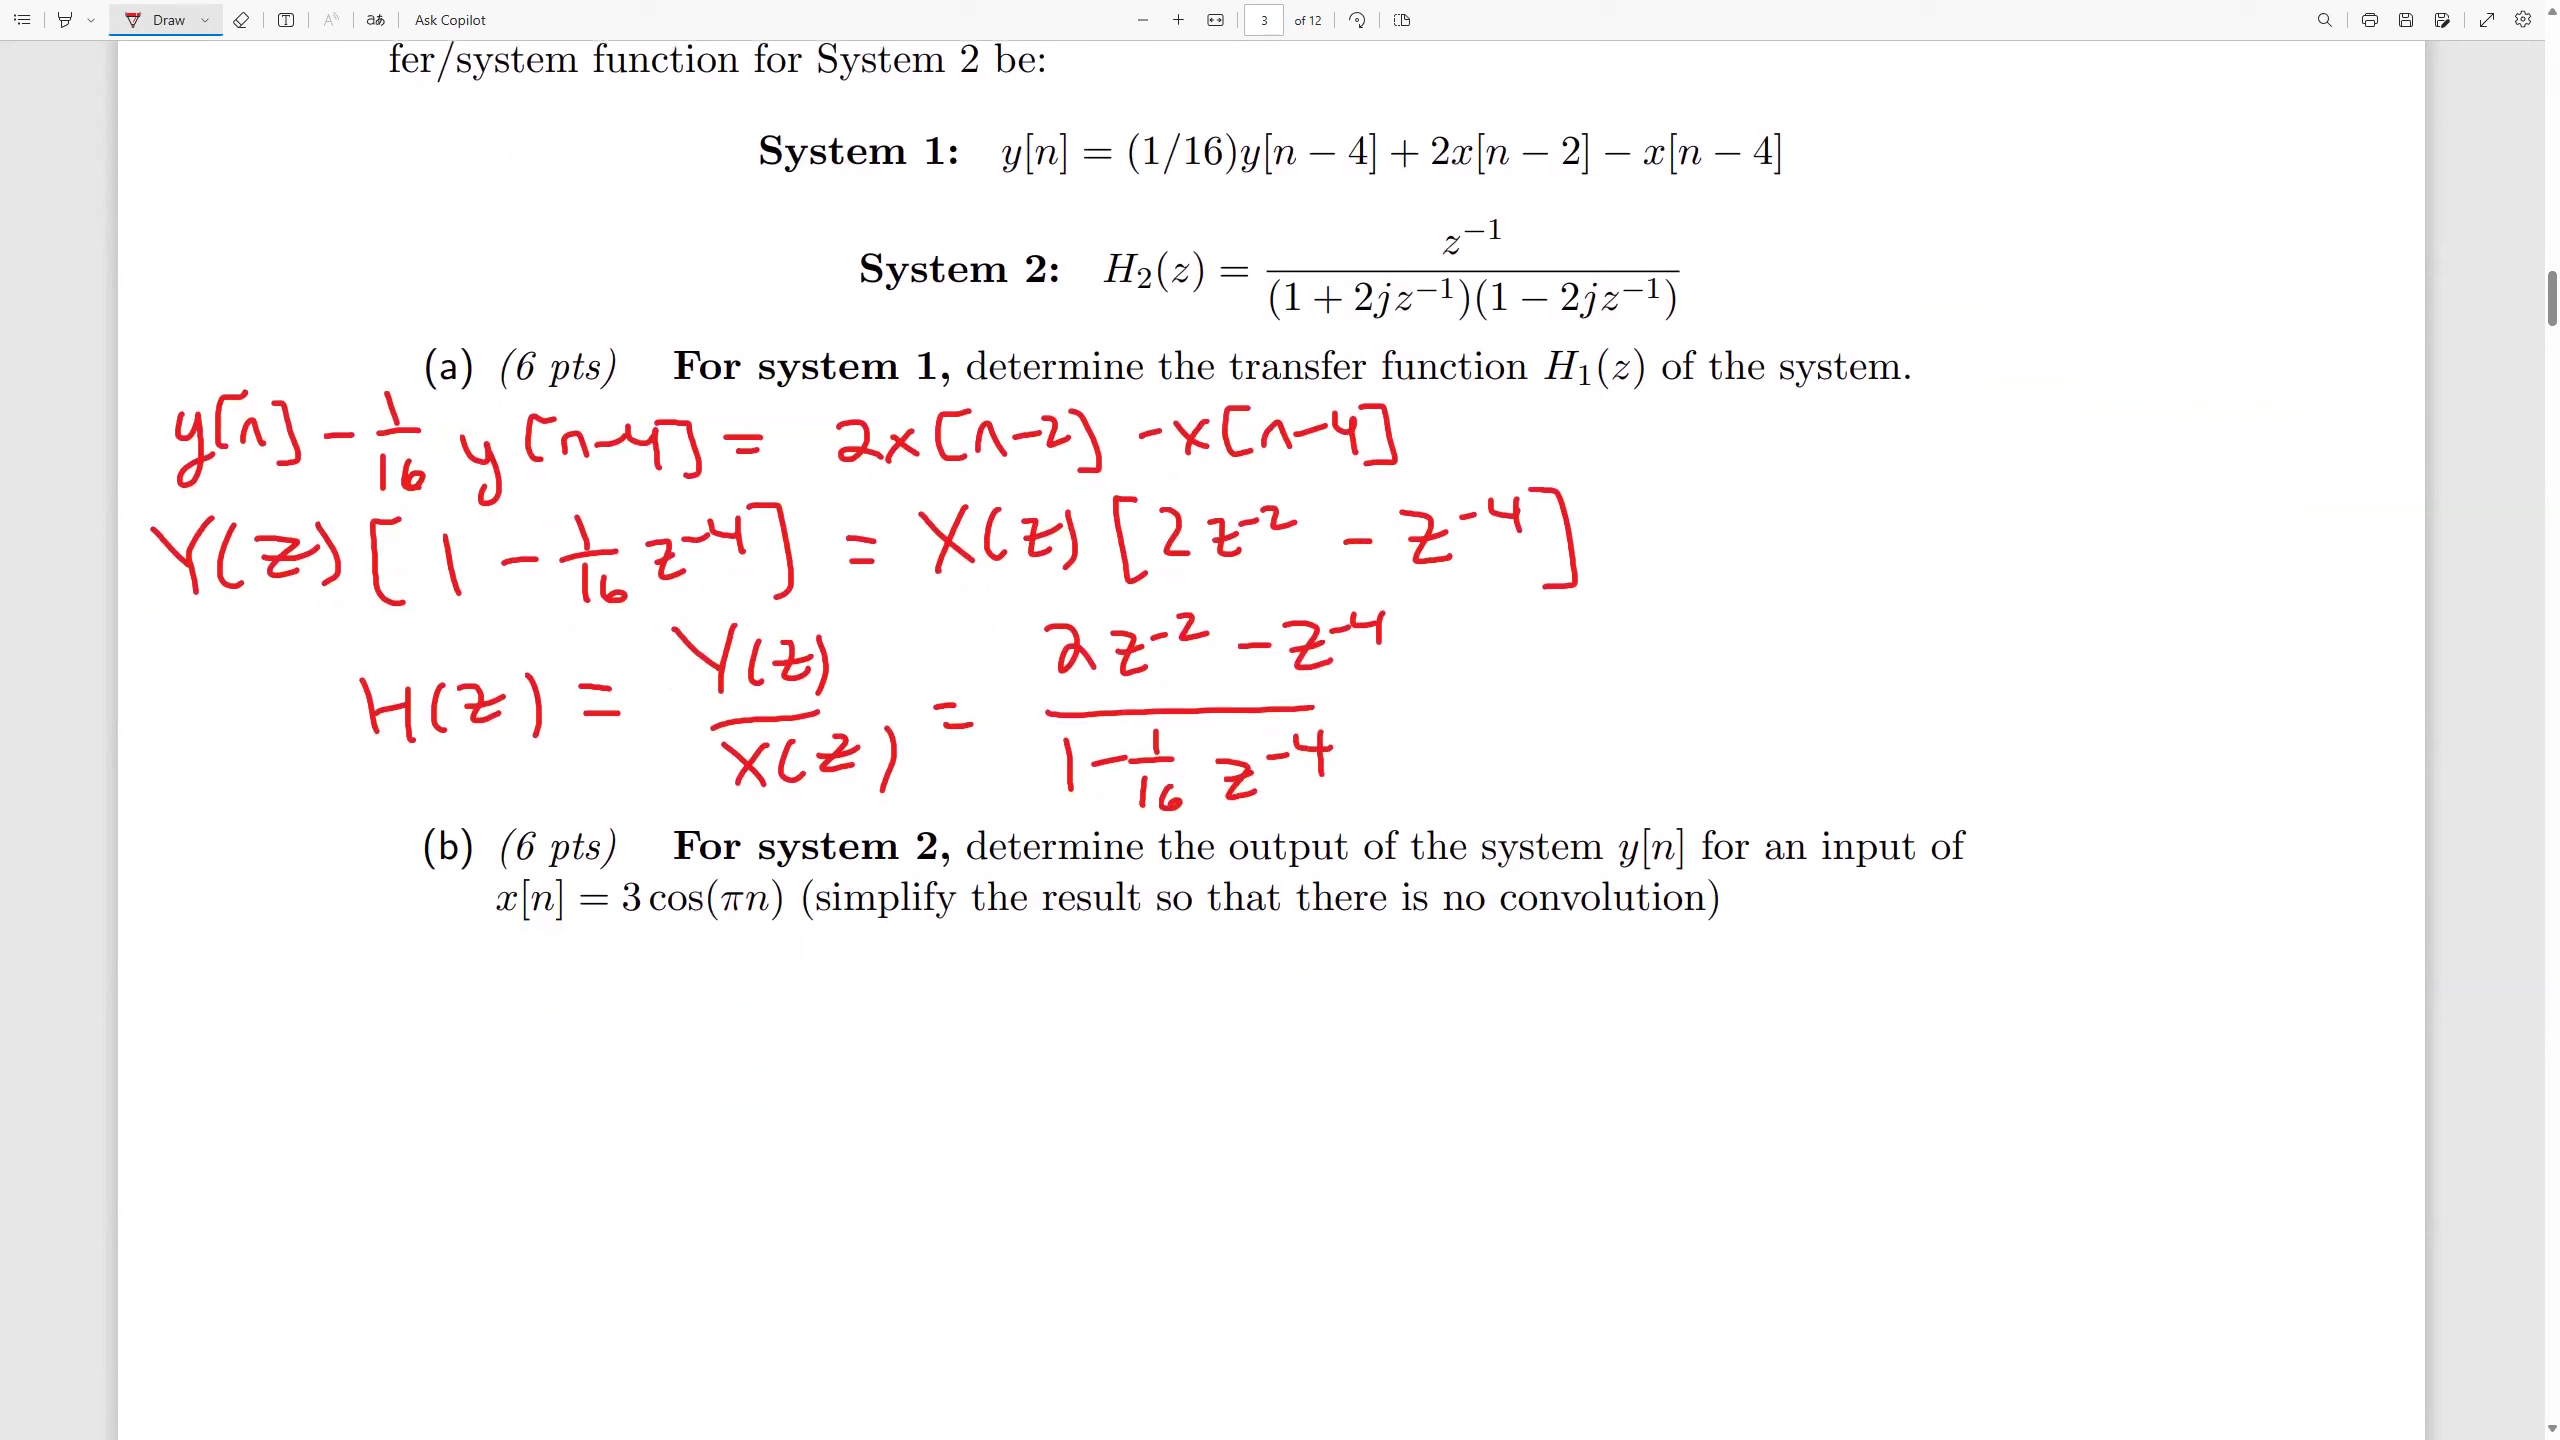 Draw
Ask Copilot
3 of 12
fer/system function for System 2 be:
System 1: y[n] = (1/16)y[n − 4] + 2x[n − 2] − x[n − 4]
System 2: H₂(z) = z⁻¹ / (1 + 2jz⁻¹)(1 − 2jz⁻¹)
(a) (6 pts) For system 1, determine the transfer function H₁(z) of the system.
y[n] - 1/16 y[n-4] = 2x[n-2] - x[n-4]
Y(z)[1 - 1/16 z⁻⁴] = X(z)[2z⁻² - z⁻⁴]
H(z) = Y(z)/X(z) = 2z⁻² - z⁻⁴ / 1 - 1/16 z⁻⁴
(b) (6 pts) For system 2, determine the output of the system y[n] for an input of
x[n] = 3 cos(πn) (simplify the result so that there is no convolution)